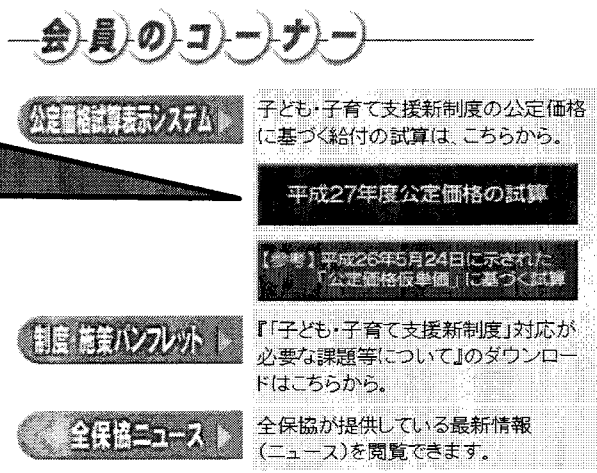 会員のコーナー
公定価格試算表示システム
子ども・子育て支援新制度の公定価格
に基づく給付の試算は、こちらから。
平成27年度公定価格の試算
【参考】平成26年5月24日に示された
「公定価格仮単価」に基づく試算
制度・施策パンフレット
『「子ども・子育て支援新制度」対応が
必要な課題等について』のダウンロー
ドはこちらから。
全保協ニュース
全保協が提供している最新情報
（ニュース）を閲覧できます。